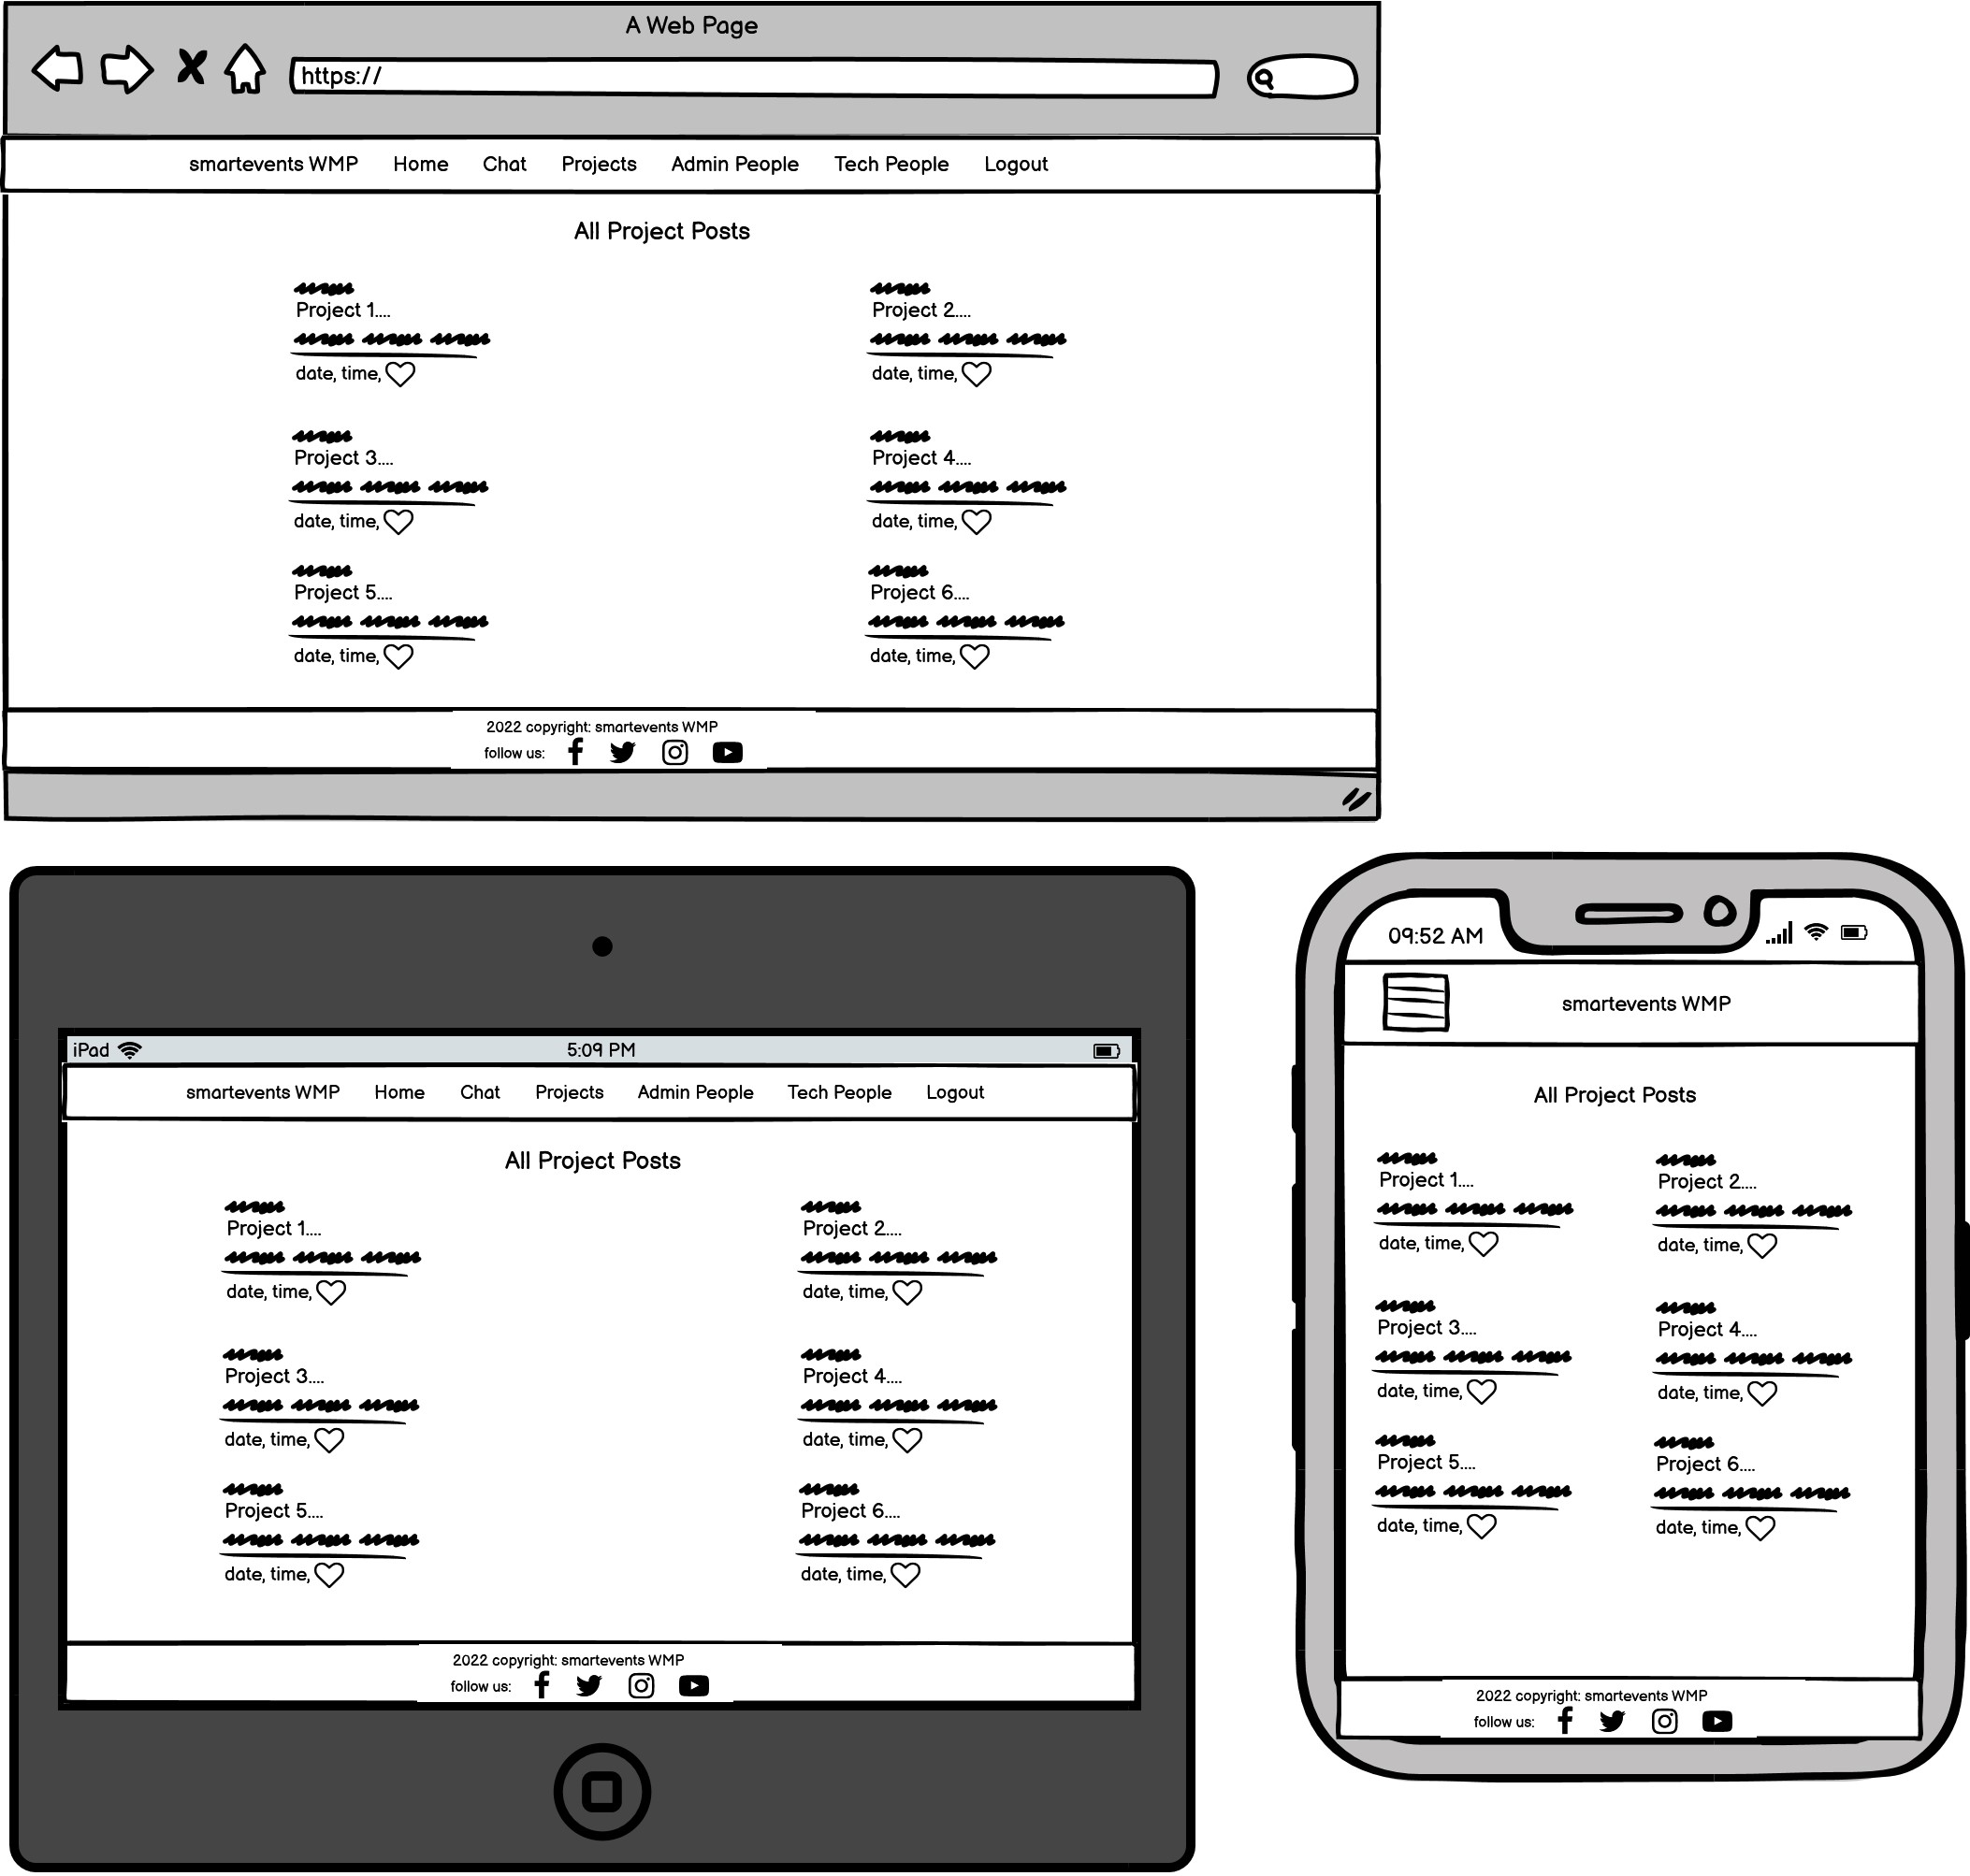 A Web Page
https://
smartevents WMP Home Chat Projects Admin People Tech People Logout
All Project Posts
Project 1.... Project 2....
date, time, date, time,
Project 3.... Project 4....
date, time, date, time,
Project 5.... Project 6....
date, time, date, time,
2022 copyright: smartevents WMP
follow us:
iPad 5:09 PM
smartevents WMP Home Chat Projects Admin People Tech People Logout
All Project Posts
Project 1.... Project 2....
date, time, date, time,
Project 3.... Project 4....
date, time, date, time,
Project 5.... Project 6....
date, time, date, time,
2022 copyright: smartevents WMP
follow us:
09:52 AM
smartevents WMP
All Project Posts
Project 1.... Project 2....
date, time, date, time,
Project 3.... Project 4....
date, time, date, time,
Project 5.... Project 6....
date, time, date, time,
2022 copyright: smartevents WMP
follow us: